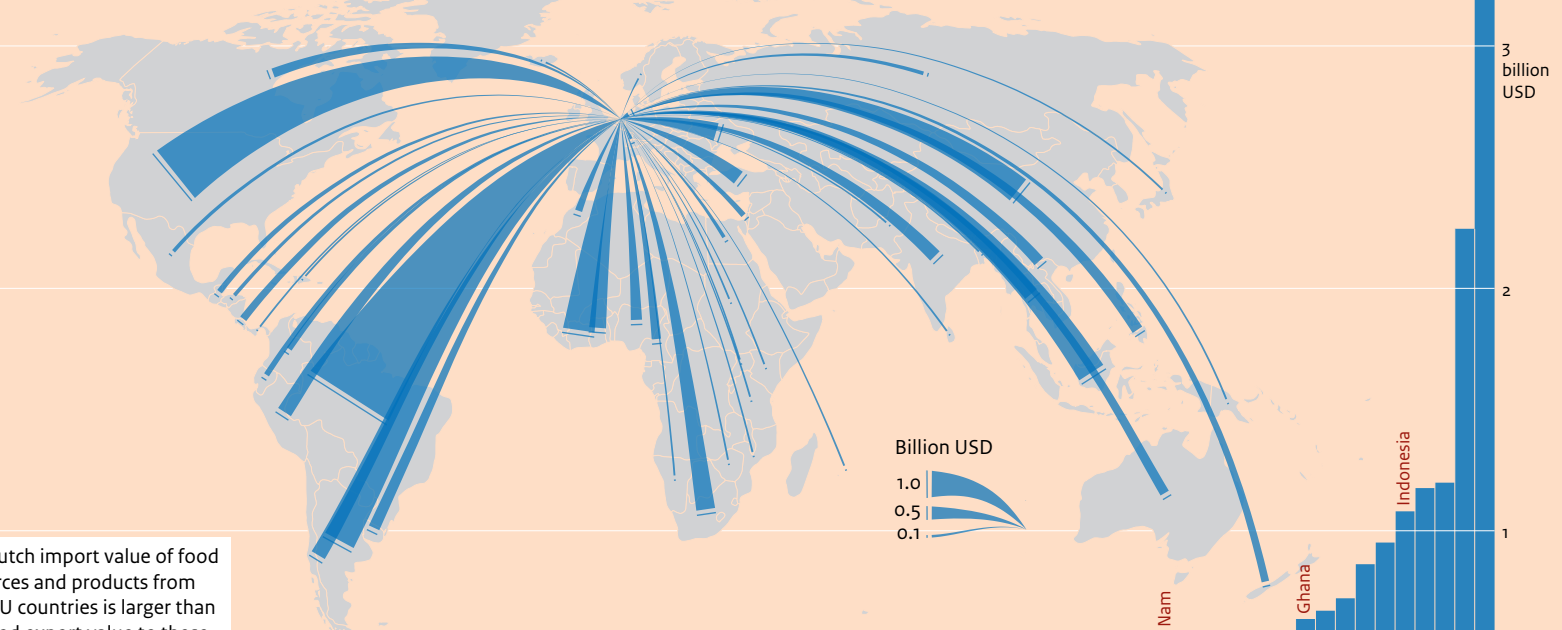 3
billion
USD
2
Billion USD
1.0
0.5
0.1
Indonesia
1
Ghana
Nam
utch import value of food
rces and products from
U countries is larger than